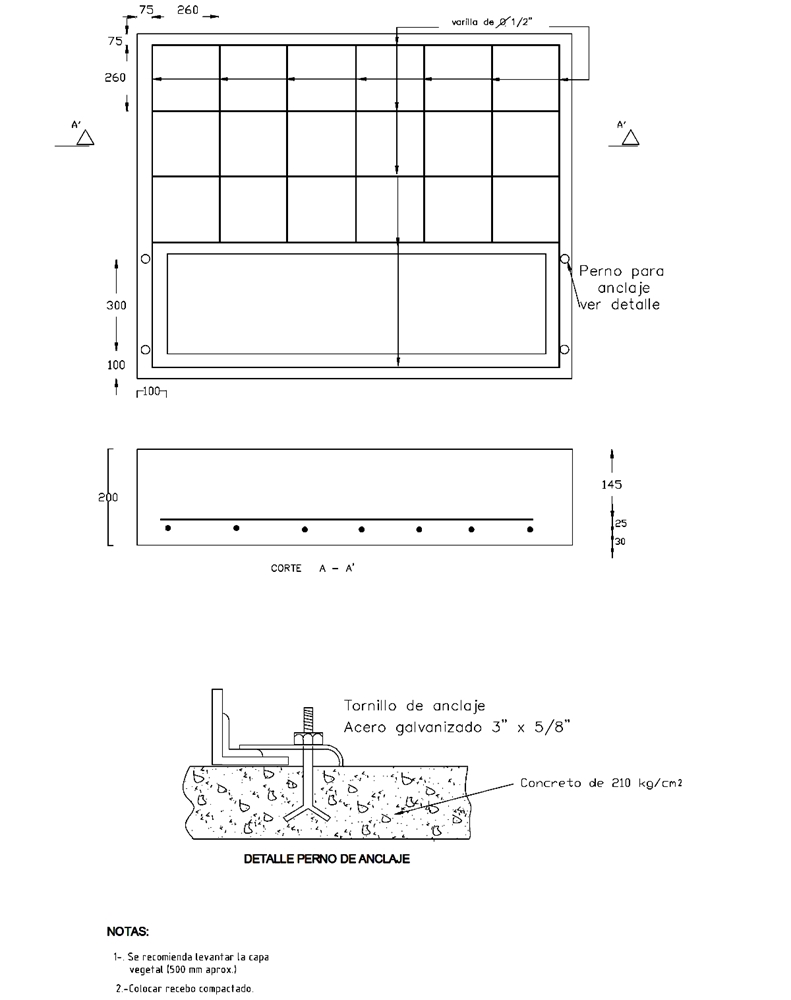 75 260
varilla de Ø 1/2"
75
260
A'
A'
Perno para
anclaje
ver detalle
300
100
100
200
145
25
30
CORTE A - A'
Tornillo de anclaje
Acero galvanizado 3" x 5/8"
Concreto de 210 kg/cm2
DETALLE PERNO DE ANCLAJE
NOTAS:
1-. Se recomienda levantar la capa
vegetal (500 mm aprox.)
2.-Colocar recebo compactado.